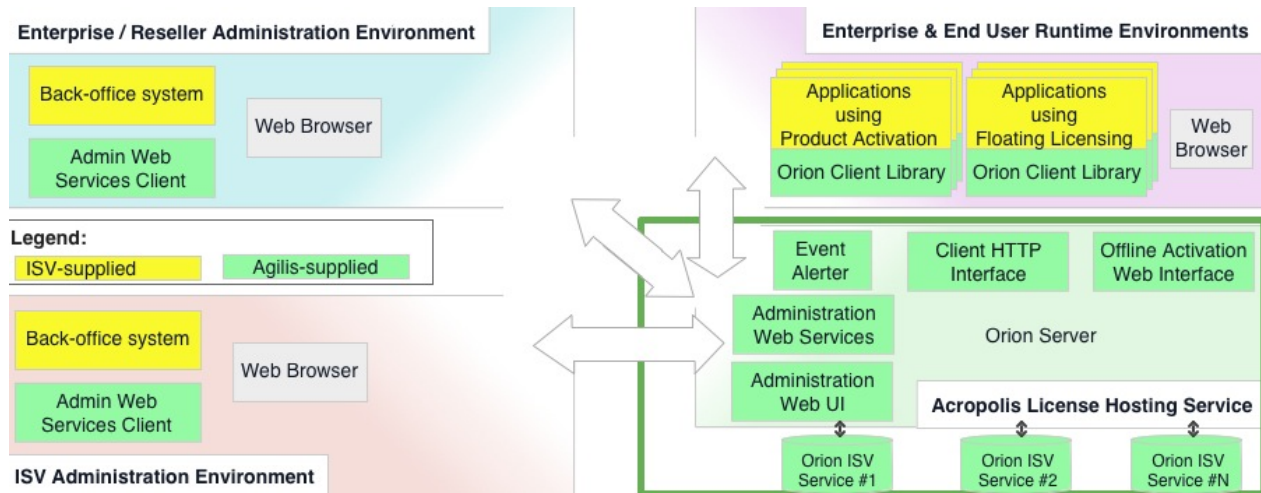 Enterprise / Reseller Administration Environment
Back-office system
Web Browser
Admin Web
Services Client
Enterprise & End User Runtime Environments
Applications
using
Product Activation
Orion Client Library
Applications
using
Floating Licensing
Orion Client Library
Web
Browser
Legend:
ISV-supplied
Agilis-supplied
Back-office system
Web Browser
Admin Web
Services Client
ISV Administration Environment
Event
Alerter
Client HTTP
Interface
Offline Activation
Web Interface
Administration
Web Services
Orion Server
Administration
Web UI
Acropolis License Hosting Service
Orion ISV
Service #1
Orion ISV
Service #2
Orion ISV
Service #N